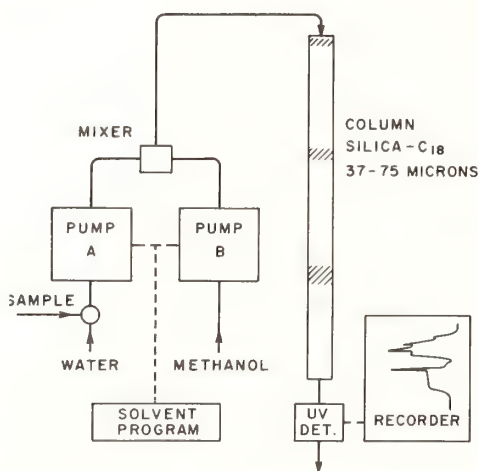 MIXER
COLUMN
SILICA-C18
37-75 MICRONS
PUMP
A
PUMP
B
SAMPLE
WATER
METHANOL
SOLVENT
PROGRAM
UV
DET.
RECORDER